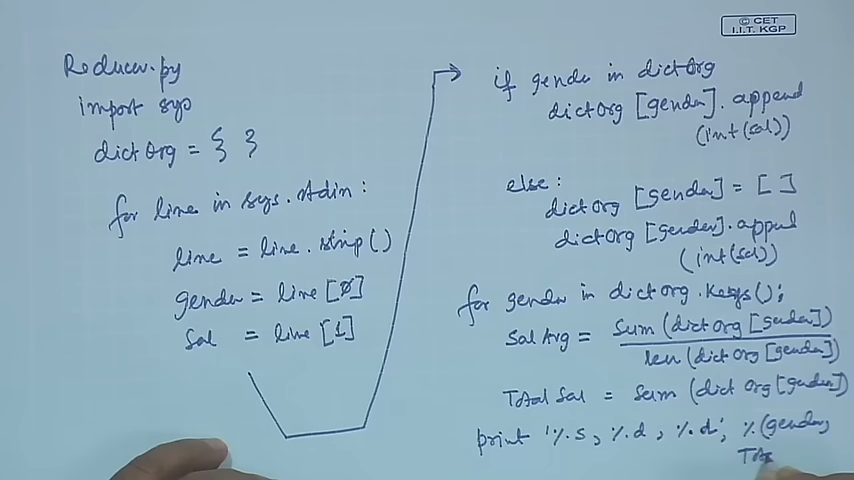 © CET
I.I.T. KGP
Reducer.py
import sys
dictOrg = { }
for line in sys.stdin:
line = line.strip()
gender = line [0]
sal = line [1]
if gender in dictOrg
dictOrg [gender].append
(int(sal))
else:
dictOrg [gender] = [ ]
dictOrg [gender].append
(int(sal))
for gender in dictOrg.keys():
salAvg = sum (dictOrg [gender])
len (dictOrg [gender])
Total Sal = sum (dictOrg [gender])
print '%s, %d, %d', %(gender,